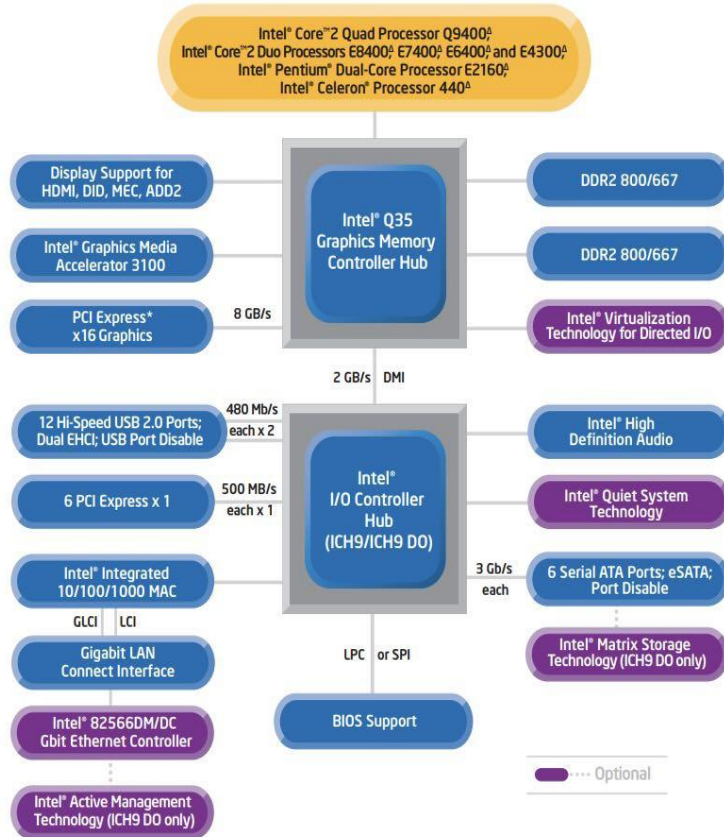 Intel® Core™2 Quad Processor Q9400,Δ
Intel® Core™2 Duo Processors E8400,Δ E7400,Δ E6400,Δ and E4300,Δ
Intel® Pentium® Dual-Core Processor E2160,Δ
Intel® Celeron® Processor 440Δ
Display Support for
HDMI, DID, MEC, ADD2
Intel® Q35
Graphics Memory
Controller Hub
DDR2 800/667
Intel® Graphics Media
Accelerator 3100
DDR2 800/667
PCI Express*
x16 Graphics
8 GB/s
Intel® Virtualization
Technology for Directed I/O
2 GB/s DMI
12 Hi-Speed USB 2.0 Ports;
Dual EHCI; USB Port Disable
480 Mb/s
each x 2
Intel®
I/O Controller
Hub
(ICH9/ICH9 DO)
Intel® High
Definition Audio
6 PCI Express x 1
500 MB/s
each x 1
Intel® Quiet System
Technology
Intel® Integrated
10/100/1000 MAC
3 Gb/s
each
6 Serial ATA Ports; eSATA;
Port Disable
GLCI LCI
LPC or SPI
Intel® Matrix Storage
Technology (ICH9 DO only)
Gigabit LAN
Connect Interface
BIOS Support
Intel® 82566DM/DC
Gbit Ethernet Controller
Optional
Intel® Active Management
Technology (ICH9 DO only)